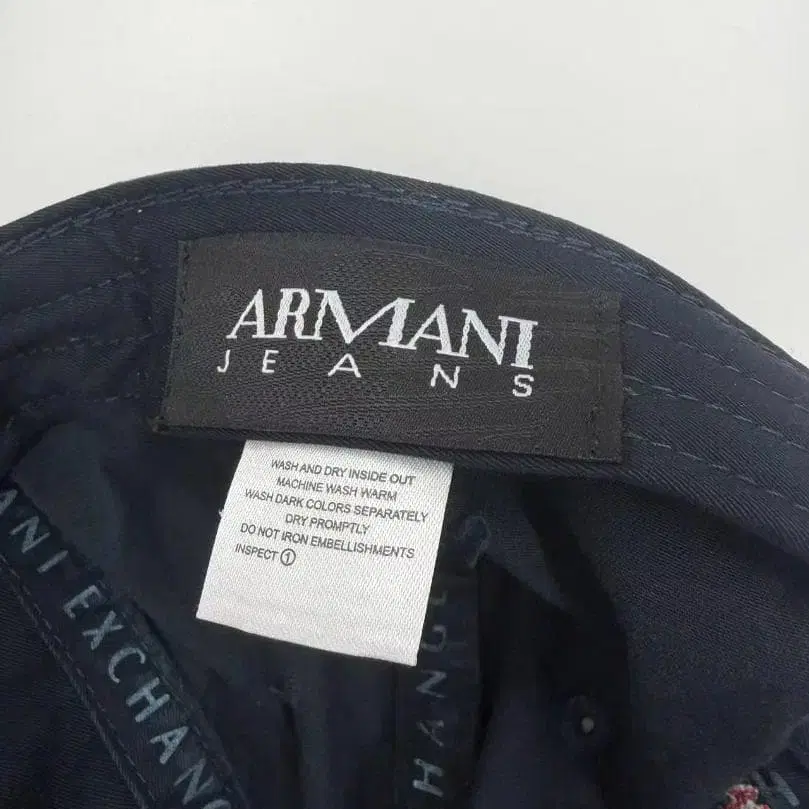 ARMANI
JEANS
WASH AND DRY INSIDE OUT
MACHINE WASH WARM
WASH DARK COLORS SEPARATELY
DRY PROMPTLY
DO NOT IRON EMBELLISHMENTS
INSPECT ①
ANI EXCHANG
HANG